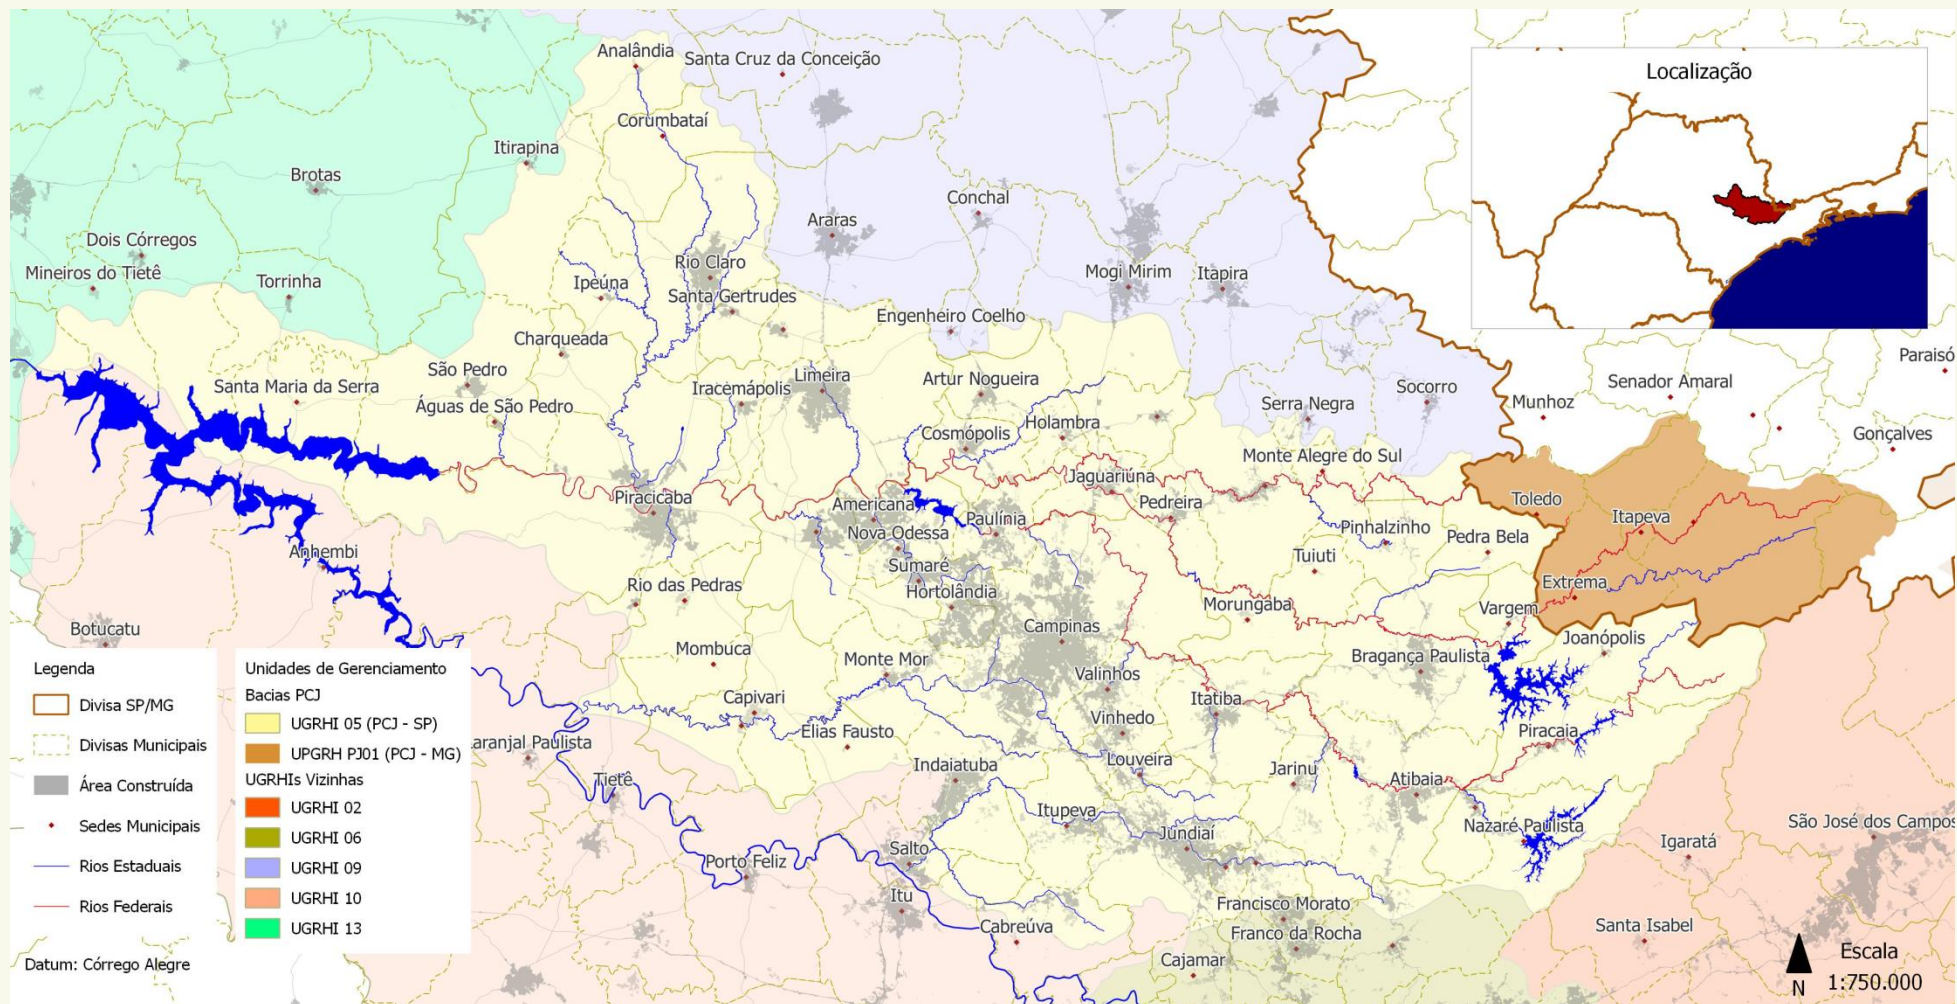 Analândia
Santa Cruz da Conceição
Localização
Corumbataí
Itirapina
Brotas
Conchal
Araras
Dois Córregos
Mineiros do Tietê
Torrinha
Rio Claro
Ipeúna
Santa Gertrudes
Mogi Mirim
Itapira
Engenheiro Coelho
Charqueada
Paraisó
São Pedro
Santa Maria da Serra
Águas de São Pedro
Iracemápolis
Limeira
Artur Nogueira
Serra Negra
Socorro
Munhoz
Senador Amaral
Gonçalves
Cosmópolis
Holambra
Monte Alegre do Sul
Jaguariúna
Piracicaba
Americana
Nova Odessa
Paulínia
Pedreira
Toledo
Itapeva
Pinhalzinho
Pedra Bela
Anhembi
Sumaré
Hortolândia
Tuiuti
Extrema
Rio das Pedras
Morungaba
Vargem
Botucatu
Campinas
Joanópolis
Mombuca
Monte Mor
Valinhos
Bragança Paulista
Capivari
Vinhedo
Itatiba
Elias Fausto
Piracaia
aranjal Paulista
Tietê
Indaiatuba
Louveira
Jarinu
Atibaia
Itupeva
Jundiaí
Nazaré Paulista
Igaratá
São José dos Campos
Porto Feliz
Salto
Itu
Cabreúva
Francisco Morato
Franco da Rocha
Cajamar
Santa Isabel
Legenda
Divisa SP/MG
Divisas Municipais
Área Construída
Sedes Municipais
Rios Estaduais
Rios Federais
Unidades de Gerenciamento
Bacias PCJ
UGRHI 05 (PCJ - SP)
UPGRH PJ01 (PCJ - MG)
UGRHIs Vizinhas
UGRHI 02
UGRHI 06
UGRHI 09
UGRHI 10
UGRHI 13
Datum: Córrego Alegre
Escala
N 1:750.000